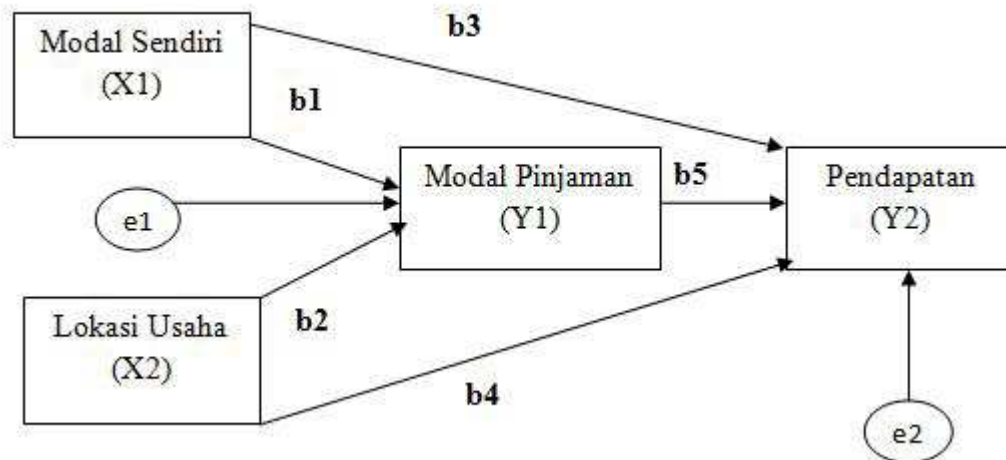 Modal Sendiri
(X1)
b3
b1
Modal Pinjaman
(Y1)
b5
Pendapatan
(Y2)
e1
Lokasi Usaha
(X2)
b2
b4
e2